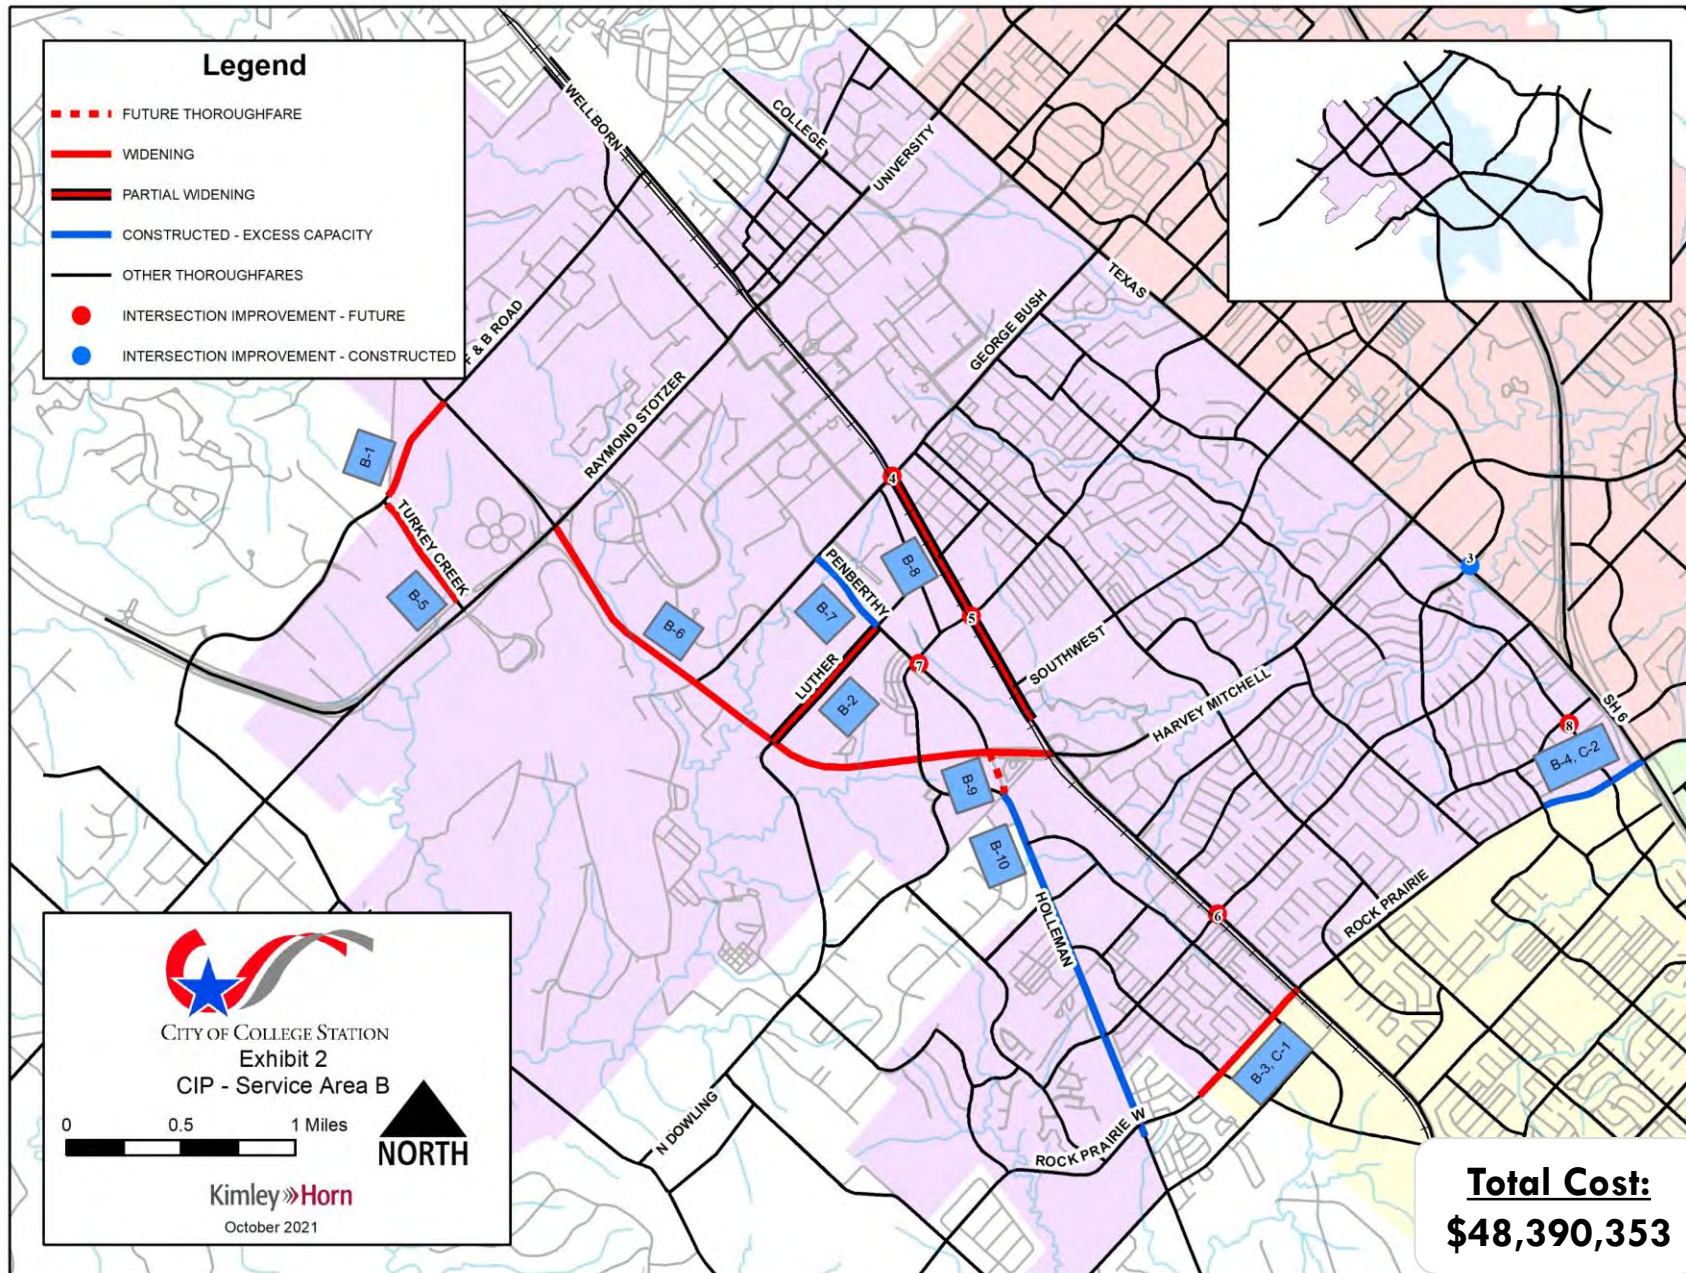 Legend
FUTURE THOROUGHFARE
WIDENING
PARTIAL WIDENING
CONSTRUCTED - EXCESS CAPACITY
OTHER THOROUGHFARES
INTERSECTION IMPROVEMENT - FUTURE
INTERSECTION IMPROVEMENT - CONSTRUCTED
WELLBORN
COLLEGE
UNIVERSITY
TEXAS
GEORGE BUSH
F & B ROAD
RAYMOND STOTZER
B-1
TURKEY CREEK
B-5
B-6
4
PENBERTHY
B-8
B-7
5
3
LUTHER
B-2
7
SOUTHWEST
HARVEY MITCHELL
SH 6
8
B-4, C-2
B-9
B-10
HOLLEMAN
6
ROCK PRAIRIE
B-3, C-1
N DOWLING
ROCK PRAIRIE W
CITY OF COLLEGE STATION
Exhibit 2
CIP - Service Area B
0 0.5 1 Miles
NORTH
Kimley»Horn
October 2021
Total Cost:
$48,390,353